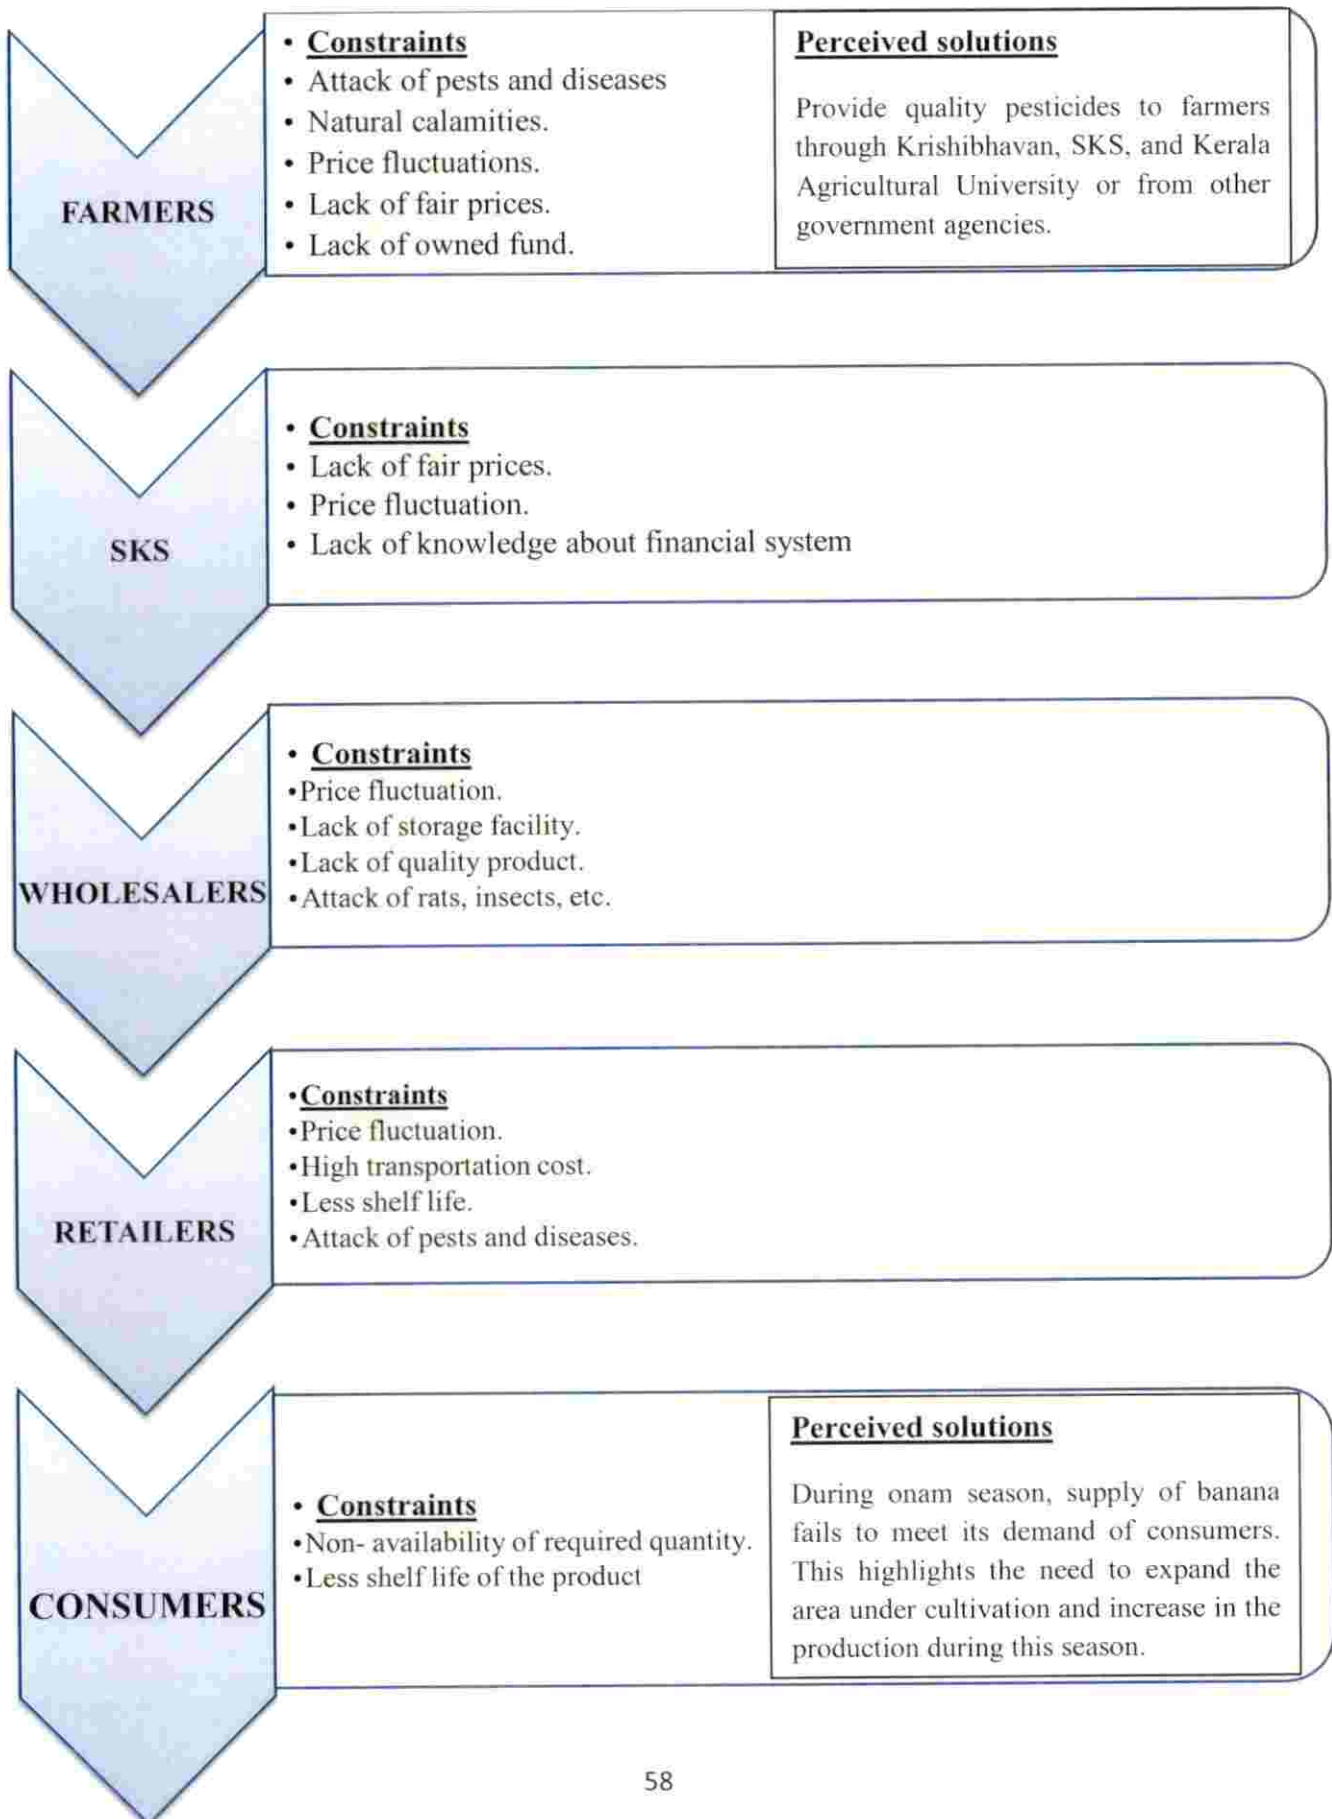 FARMERS
• Constraints
• Attack of pests and diseases
• Natural calamities.
• Price fluctuations.
• Lack of fair prices.
• Lack of owned fund.
Perceived solutions
Provide quality pesticides to farmers
through Krishibhavan, SKS, and Kerala
Agricultural University or from other
government agencies.
SKS
• Constraints
• Lack of fair prices.
• Price fluctuation.
• Lack of knowledge about financial system
WHOLESALERS
• Constraints
•Price fluctuation.
•Lack of storage facility.
•Lack of quality product.
•Attack of rats, insects, etc.
RETAILERS
•Constraints
•Price fluctuation.
•High transportation cost.
•Less shelf life.
•Attack of pests and diseases.
CONSUMERS
• Constraints
•Non- availability of required quantity.
•Less shelf life of the product
Perceived solutions
During onam season, supply of banana
fails to meet its demand of consumers.
This highlights the need to expand the
area under cultivation and increase in the
production during this season.
58